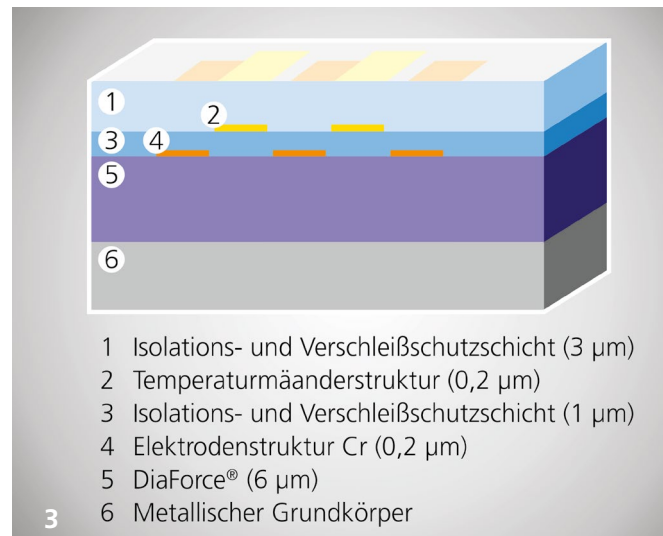 1
2
3
4
5
6
1 Isolations- und Verschleißschutzschicht (3 µm)
2 Temperaturmäanderstruktur (0,2 µm)
3 Isolations- und Verschleißschutzschicht (1 µm)
4 Elektrodenstruktur Cr (0,2 µm)
5 DiaForce® (6 µm)
6 Metallischer Grundkörper
3